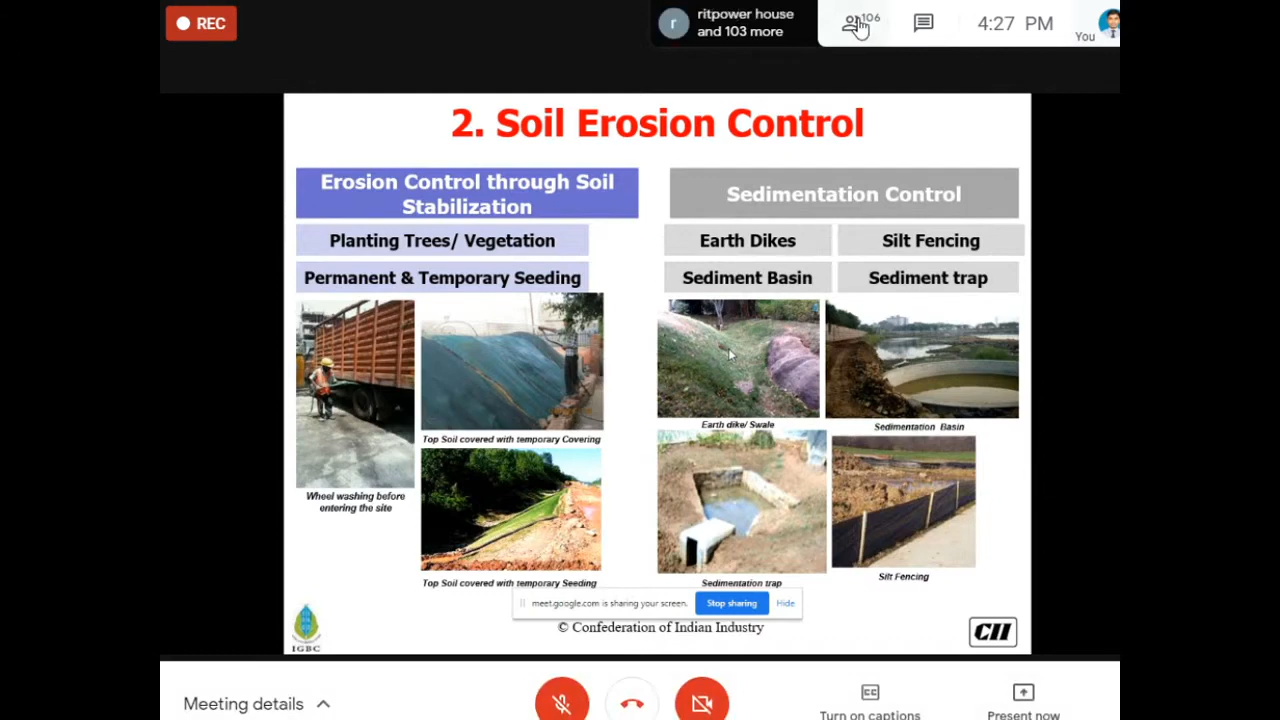 REC
r
ritpower house
and 103 more
106
4:27 PM
You
2. Soil Erosion Control
Erosion Control through Soil
Stabilization
Planting Trees/ Vegetation
Permanent & Temporary Seeding
Sedimentation Control
Earth Dikes
Silt Fencing
Sediment Basin
Sediment trap
Wheel washing before
entering the site
Top Soil covered with temporary Covering
Top Soil covered with temporary Seeding
Earth dike/ Swale
Sedimentation Basin
Sedimentation trap
Silt Fencing
meet.google.com is sharing your screen.
Stop sharing
Hide
© Confederation of Indian Industry
IGBC
CII
Meeting details
CC
Turn on captions
Present now